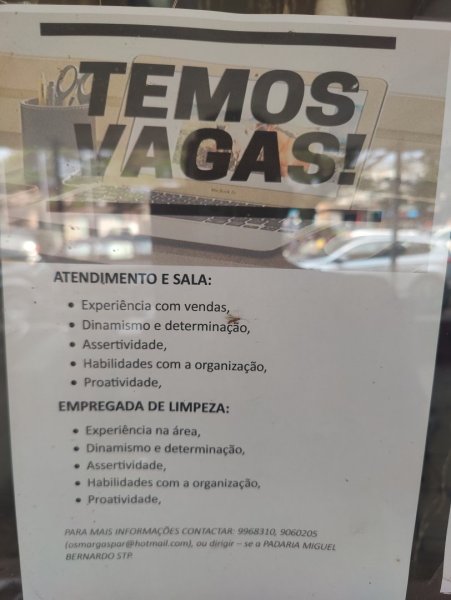 TEMOS
VAGAS!
MacBook Air
ATENDIMENTO E SALA:
• Experiência com vendas,
• Dinamismo e determinação,
• Assertividade,
• Habilidades com a organização,
• Proatividade,
EMPREGADA DE LIMPEZA:
• Experiência na área,
• Dinamismo e determinação,
• Assertividade,
• Habilidades com a organização,
• Proatividade,
PARA MAIS INFORMAÇÕES CONTACTAR: 9968310, 9060205
(osmargaspar@hotmail.com), ou dirigir – se a PADARIA MIGUEL
BERNARDO STP.